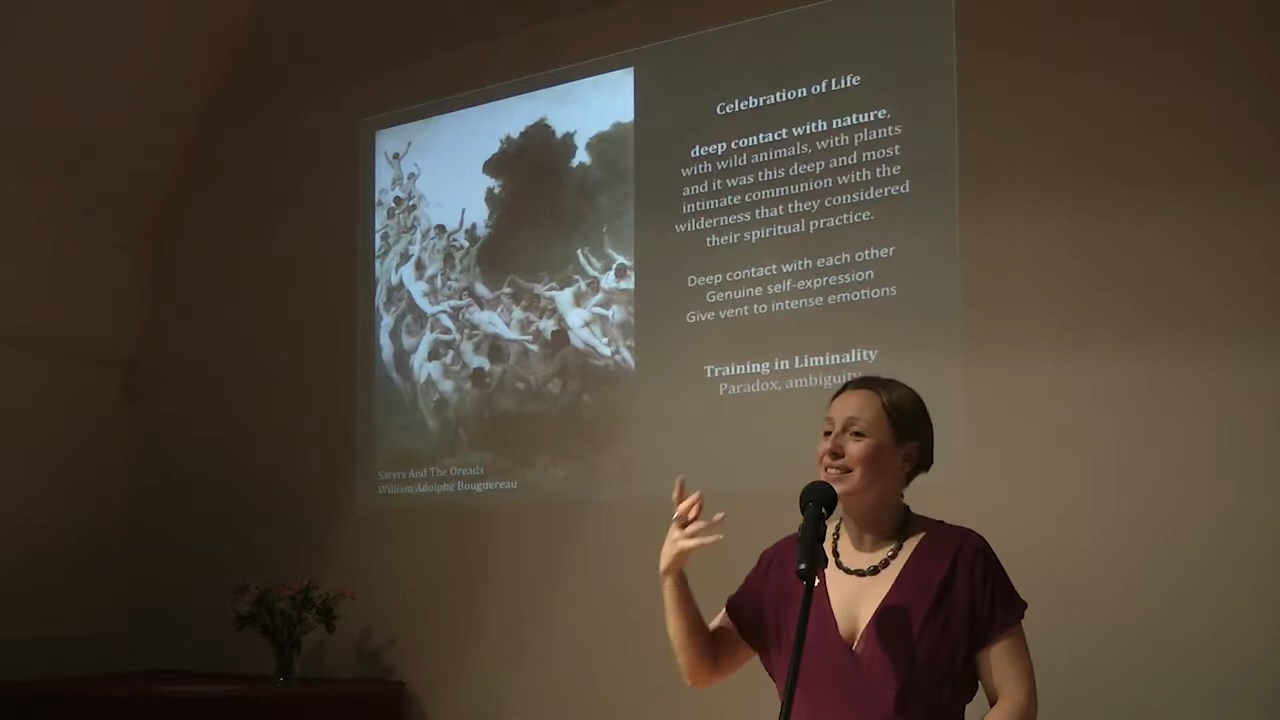 Celebration of Life
deep contact with nature,
with wild animals, with plants
and it was this deep and most
intimate communion with the
wilderness that they considered
their spiritual practice.
Deep contact with each other
Genuine self-expression
Give vent to intense emotions
Training in Liminality
Paradox, ambiguity
Satyrs And The Oreads
William Adolphe Bouguereau